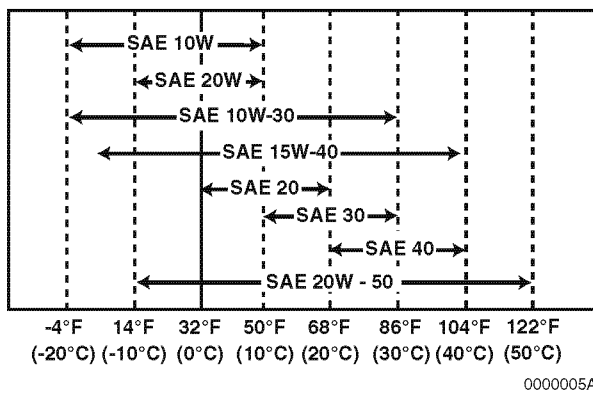 SAE 10W
SAE 20W
SAE 10W-30
SAE 15W-40
SAE 20
SAE 30
SAE 40
SAE 20W - 50
-4°F 14°F 32°F 50°F 68°F 86°F 104°F 122°F
(-20°C) (-10°C) (0°C) (10°C) (20°C) (30°C) (40°C) (50°C)
0000005A